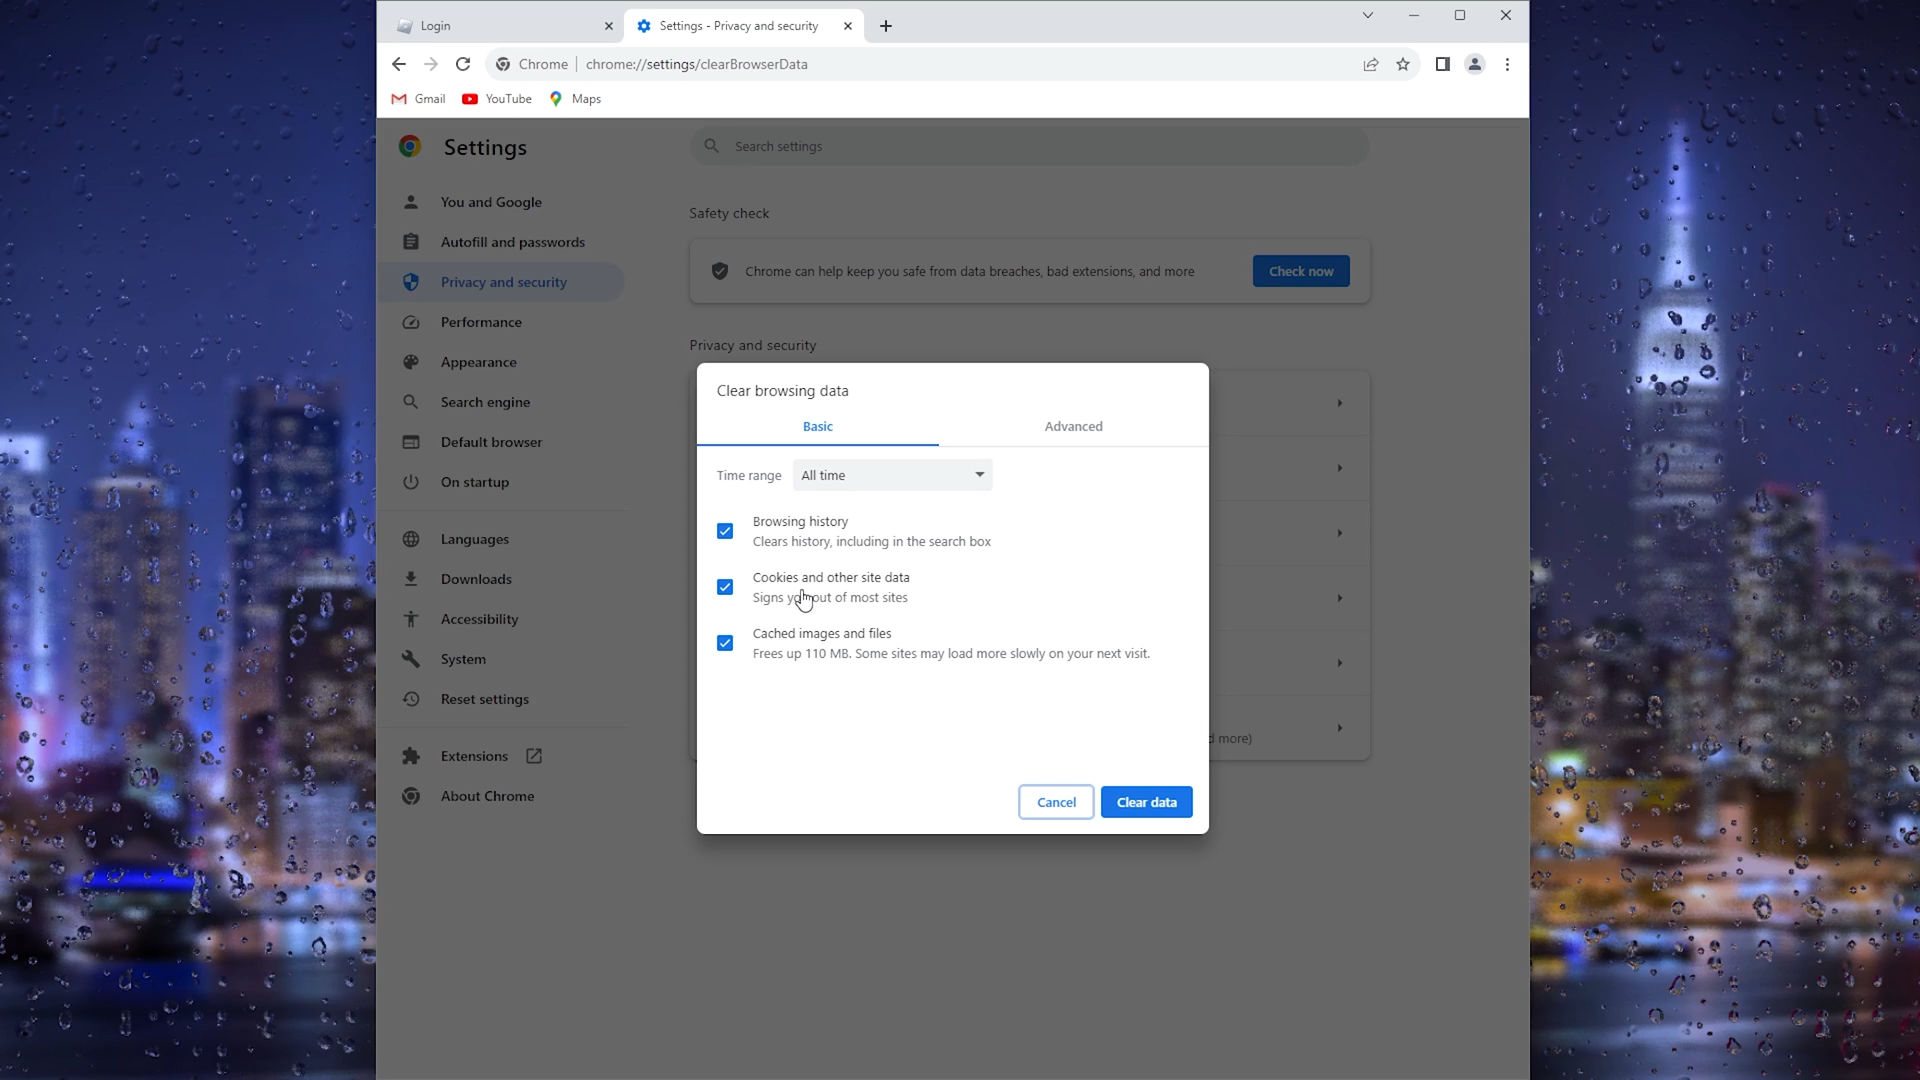 Login
Settings - Privacy and security
Chrome
chrome://settings/clearBrowserData
Gmail
YouTube
Maps
Settings
Search settings
You and Google
Autofill and passwords
Privacy and security
Performance
Appearance
Search engine
Default browser
On startup
Languages
Downloads
Accessibility
System
Reset settings
Extensions
About Chrome
Safety check
Chrome can help keep you safe from data breaches, bad extensions, and more
Check now
Privacy and security
Clear browsing data
Basic
Advanced
Time range
All time
Browsing history
Clears history, including in the search box
Cookies and other site data
Signs you out of most sites
Cached images and files
Frees up 110 MB. Some sites may load more slowly on your next visit.
more)
Cancel
Clear data